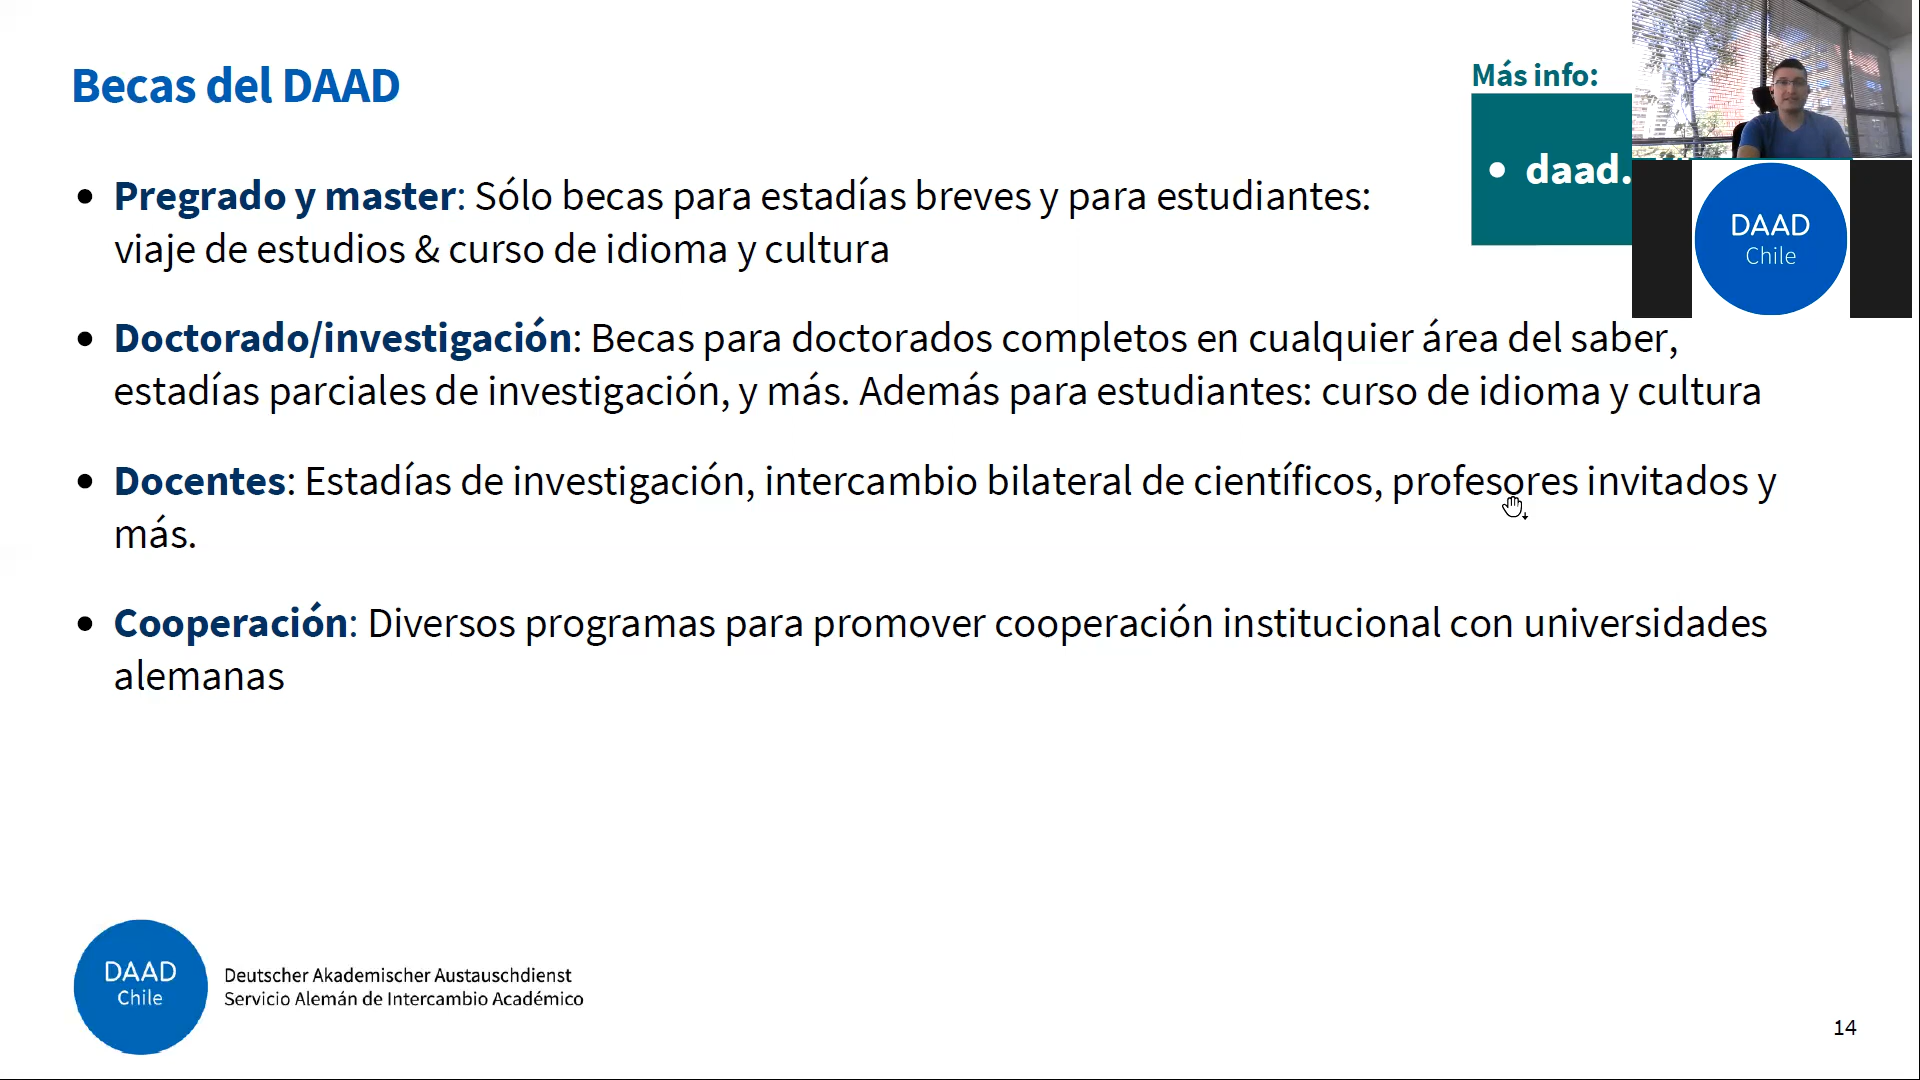 Becas del DAAD
Más info:
• daad.
• Pregrado y master: Sólo becas para estadías breves y para estudiantes:
viaje de estudios & curso de idioma y cultura
• Doctorado/investigación: Becas para doctorados completos en cualquier área del saber,
estadías parciales de investigación, y más. Además para estudiantes: curso de idioma y cultura
• Docentes: Estadías de investigación, intercambio bilateral de científicos, profesores invitados y
más.
• Cooperación: Diversos programas para promover cooperación institucional con universidades
alemanas
DAAD
Chile
DAAD
Chile
Deutscher Akademischer Austauschdienst
Servicio Alemán de Intercambio Académico
14